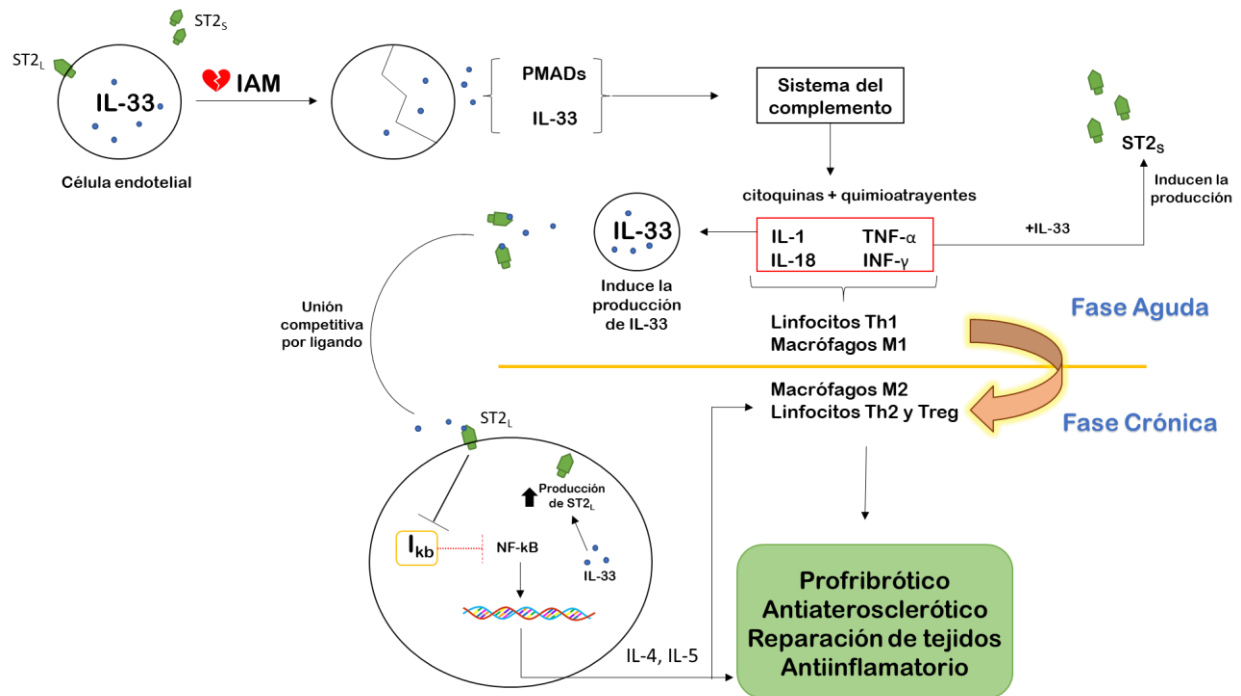 ST2S
ST2L
IL-33
IAM
Célula endotelial
PMADs
IL-33
Sistema del
complemento
citoquinas + quimioatrayentes
IL-1 TNF-α
IL-18 INF-γ
+IL-33
ST2S
Inducen la
producción
IL-33
Induce la
producción
de IL-33
Unión
competitiva
por ligando
Linfocitos Th1
Macrófagos M1
Fase Aguda
Macrófagos M2
Linfocitos Th2 y Treg
Fase Crónica
ST2L
Producción
de ST2L
Ikb
NF-kB
IL-33
IL-4, IL-5
Profribrótico
Antiaterosclerótico
Reparación de tejidos
Antiinflamatorio